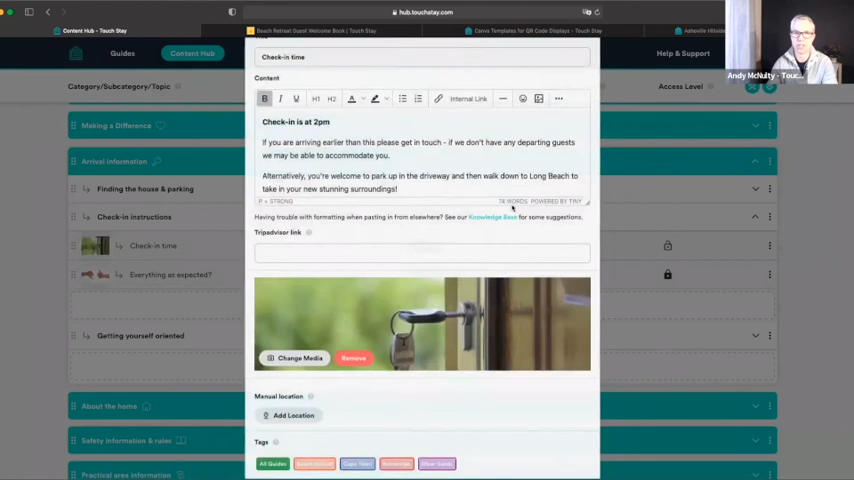 hub.touchstay.com
Content Hub - Touch Stay
Beach Retreat Guest Welcome Book | Touch Stay
Canva Templates for QR Code Displays - Touch Stay
Asheville Hillside
Guides
Content Hub
Help & Support
Andy McNulty - Touc...
Category/Subcategory/Topic
Access Level
Making a Difference
Arrival information
Finding the house & parking
Check-in instructions
Check-in time
Everything as expected?
Getting yourself oriented
About the home
Safety information & rules
Practical area information
Check-in time
Content
B I U H1 H2 A Internal Link
Check-in is at 2pm
If you are arriving earlier than this please get in touch - if we don't have any departing guests
we may be able to accommodate you.
Alternatively, you're welcome to park up in the driveway and then walk down to Long Beach to
take in your new stunning surroundings!
P » STRONG
74 WORDS POWERED BY TINY
Having trouble with formatting when pasting in from elsewhere? See our Knowledge Base for some suggestions.
Tripadvisor link
Change Media
Remove
Manual location
Add Location
Tags
All Guides
Beach Retreat
Cape Town